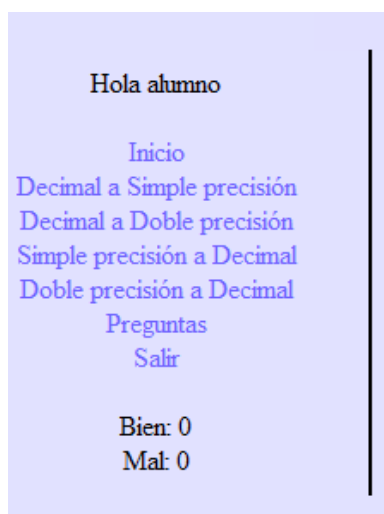 Hola alumno
Inicio
Decimal a Simple precisión
Decimal a Doble precisión
Simple precisión a Decimal
Doble precisión a Decimal
Preguntas
Salir
Bien: 0
Mal: 0